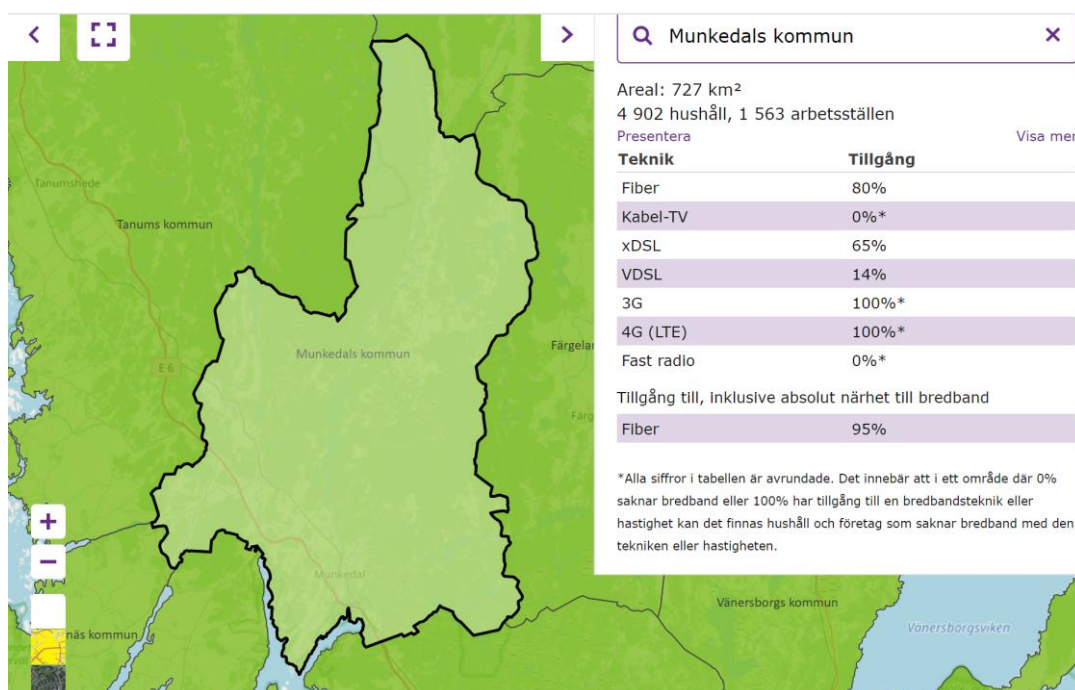 Munkedals kommun
Areal: 727 km²
4 902 hushåll, 1 563 arbetsställen
Presentera Visa mer
Teknik Tillgång
Fiber 80%
Kabel-TV 0%*
xDSL 65%
VDSL 14%
3G 100%*
4G (LTE) 100%*
Fast radio 0%*
Tillgång till, inklusive absolut närhet till bredband
Fiber 95%
*Alla siffror i tabellen är avrundade. Det innebär att i ett område där 0%
saknar bredband eller 100% har tillgång till en bredbandsteknik eller
hastighet kan det finnas hushåll och företag som saknar bredband med den
tekniken eller hastigheten.
Tanumshede
Tanums kommun
Munkedals kommun
E 6
Färgelan
Färg
Munkedal
näs kommun
Vänersborgs kommun
Vänersborgsviken